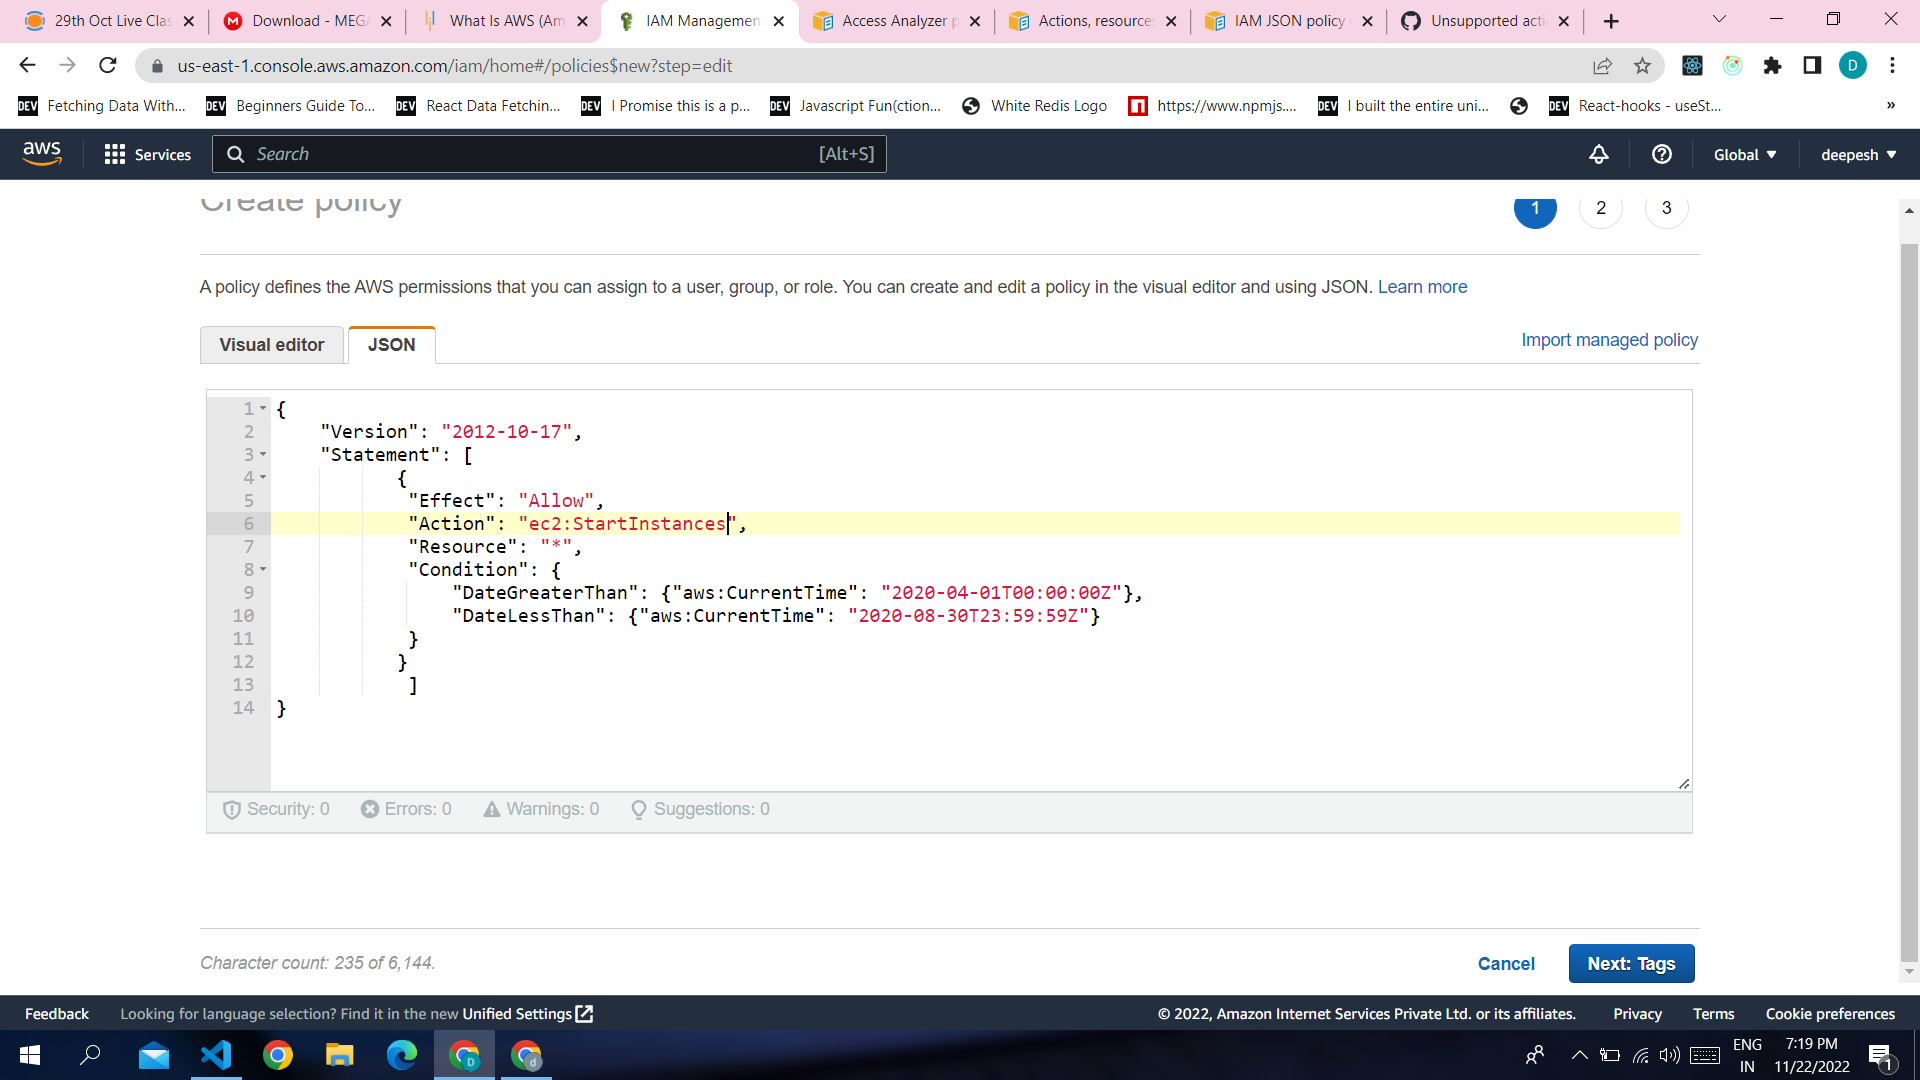 29th Oct Live Clas
Download - MEGA
What Is AWS (Am
IAM Managemen
Access Analyzer p
Actions, resource
IAM JSON policy
Unsupported acti
us-east-1.console.aws.amazon.com/iam/home#/policies$new?step=edit
D
DEV Fetching Data With...
DEV Beginners Guide To...
DEV React Data Fetchin...
DEV I Promise this is a p...
DEV Javascript Fun(ction...
White Redis Logo
https://www.npmjs....
DEV I built the entire uni...
DEV React-hooks - useSt...
»
aws
Services
Search
[Alt+S]
Global
deepesh
Create policy
1
2
3
A policy defines the AWS permissions that you can assign to a user, group, or role. You can create and edit a policy in the visual editor and using JSON. Learn more
Visual editor
JSON
Import managed policy
1 {
2 "Version": "2012-10-17",
3 "Statement": [
4 {
5 "Effect": "Allow",
6 "Action": "ec2:StartInstances",
7 "Resource": "*",
8 "Condition": {
9 "DateGreaterThan": {"aws:CurrentTime": "2020-04-01T00:00:00Z"},
10 "DateLessThan": {"aws:CurrentTime": "2020-08-30T23:59:59Z"}
11 }
12 }
13 ]
14 }
Security: 0
Errors: 0
Warnings: 0
Suggestions: 0
Character count: 235 of 6,144.
Cancel
Next: Tags
Feedback
Looking for language selection? Find it in the new Unified Settings
© 2022, Amazon Internet Services Private Ltd. or its affiliates.
Privacy
Terms
Cookie preferences
D
d
ENG
IN
7:19 PM
11/22/2022
1